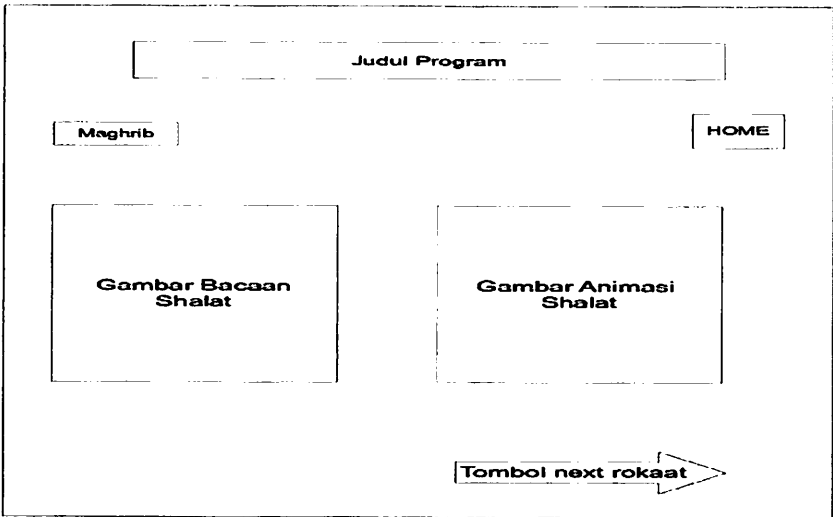 Judul Program
Maghrib
HOME
Gambar Bacaan
Shalat
Gambar Animasi
Shalat
Tombol next rokaat